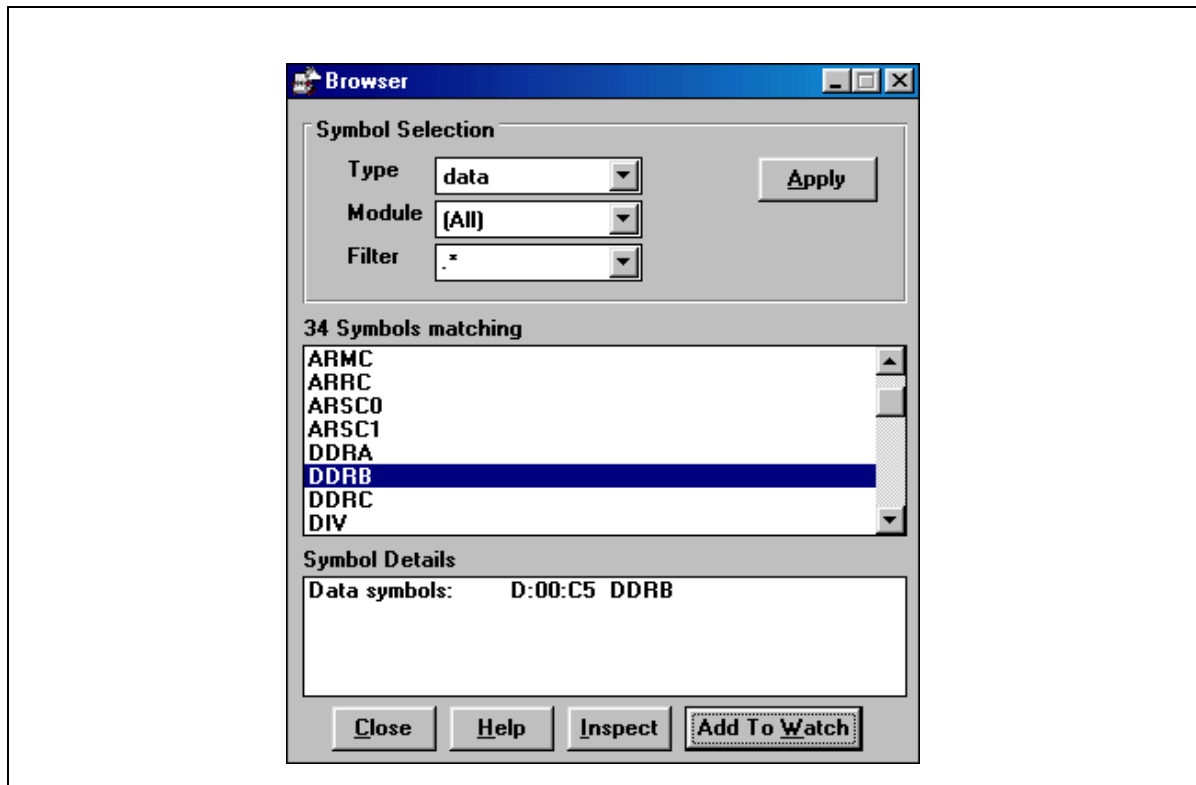 Browser
Symbol Selection
Type data
Apply
Module (All)
Filter .*
34 Symbols matching
ARMC
ARRC
ARSC0
ARSC1
DDRA
DDRB
DDRC
DIV
Symbol Details
Data symbols: D:00:C5 DDRB
Close Help Inspect Add To Watch